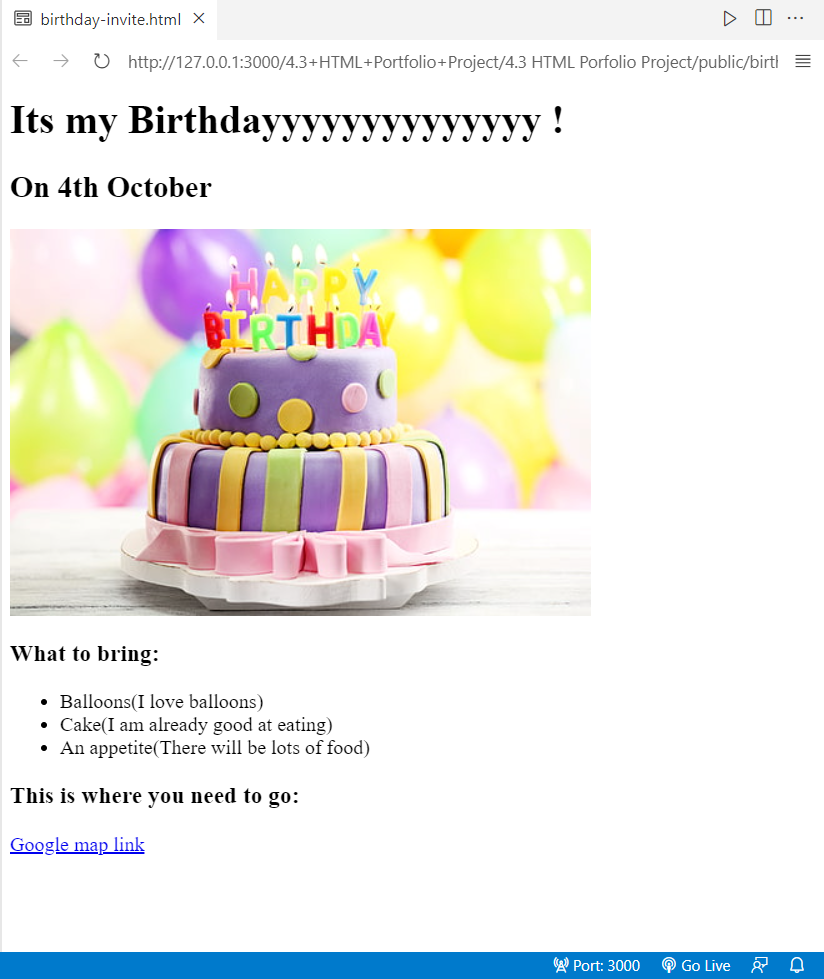 birthday-invite.html
http://127.0.0.1:3000/4.3+HTML+Portfolio+Project/4.3 HTML Porfolio Project/public/birth
Its my Birthdayyyyyyyyyyyyyyy !
On 4th October
HAPPY
BIRTHDAY
What to bring:
Balloons(I love balloons)
Cake(I am already good at eating)
An appetite(There will be lots of food)
This is where you need to go:
Google map link
Port: 3000 Go Live